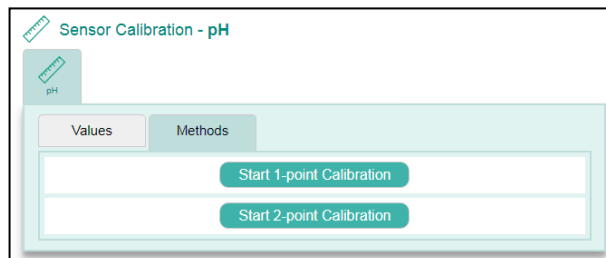 Sensor Calibration - pH
pH
Values Methods
Start 1-point Calibration
Start 2-point Calibration